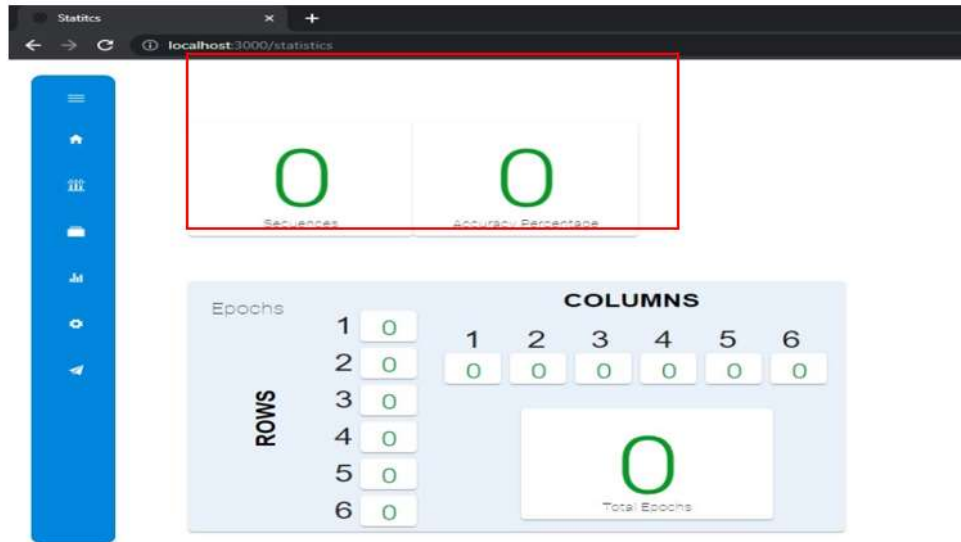 Statitcs
localhost:3000/statistics
0 0
Secuences Accuracy Percentage
Epochs
COLUMNS
1 2 3 4 5 6
0 0 0 0 0 0
ROWS
1 0
2 0
3 0
4 0
5 0
6 0
0
Total Epochs